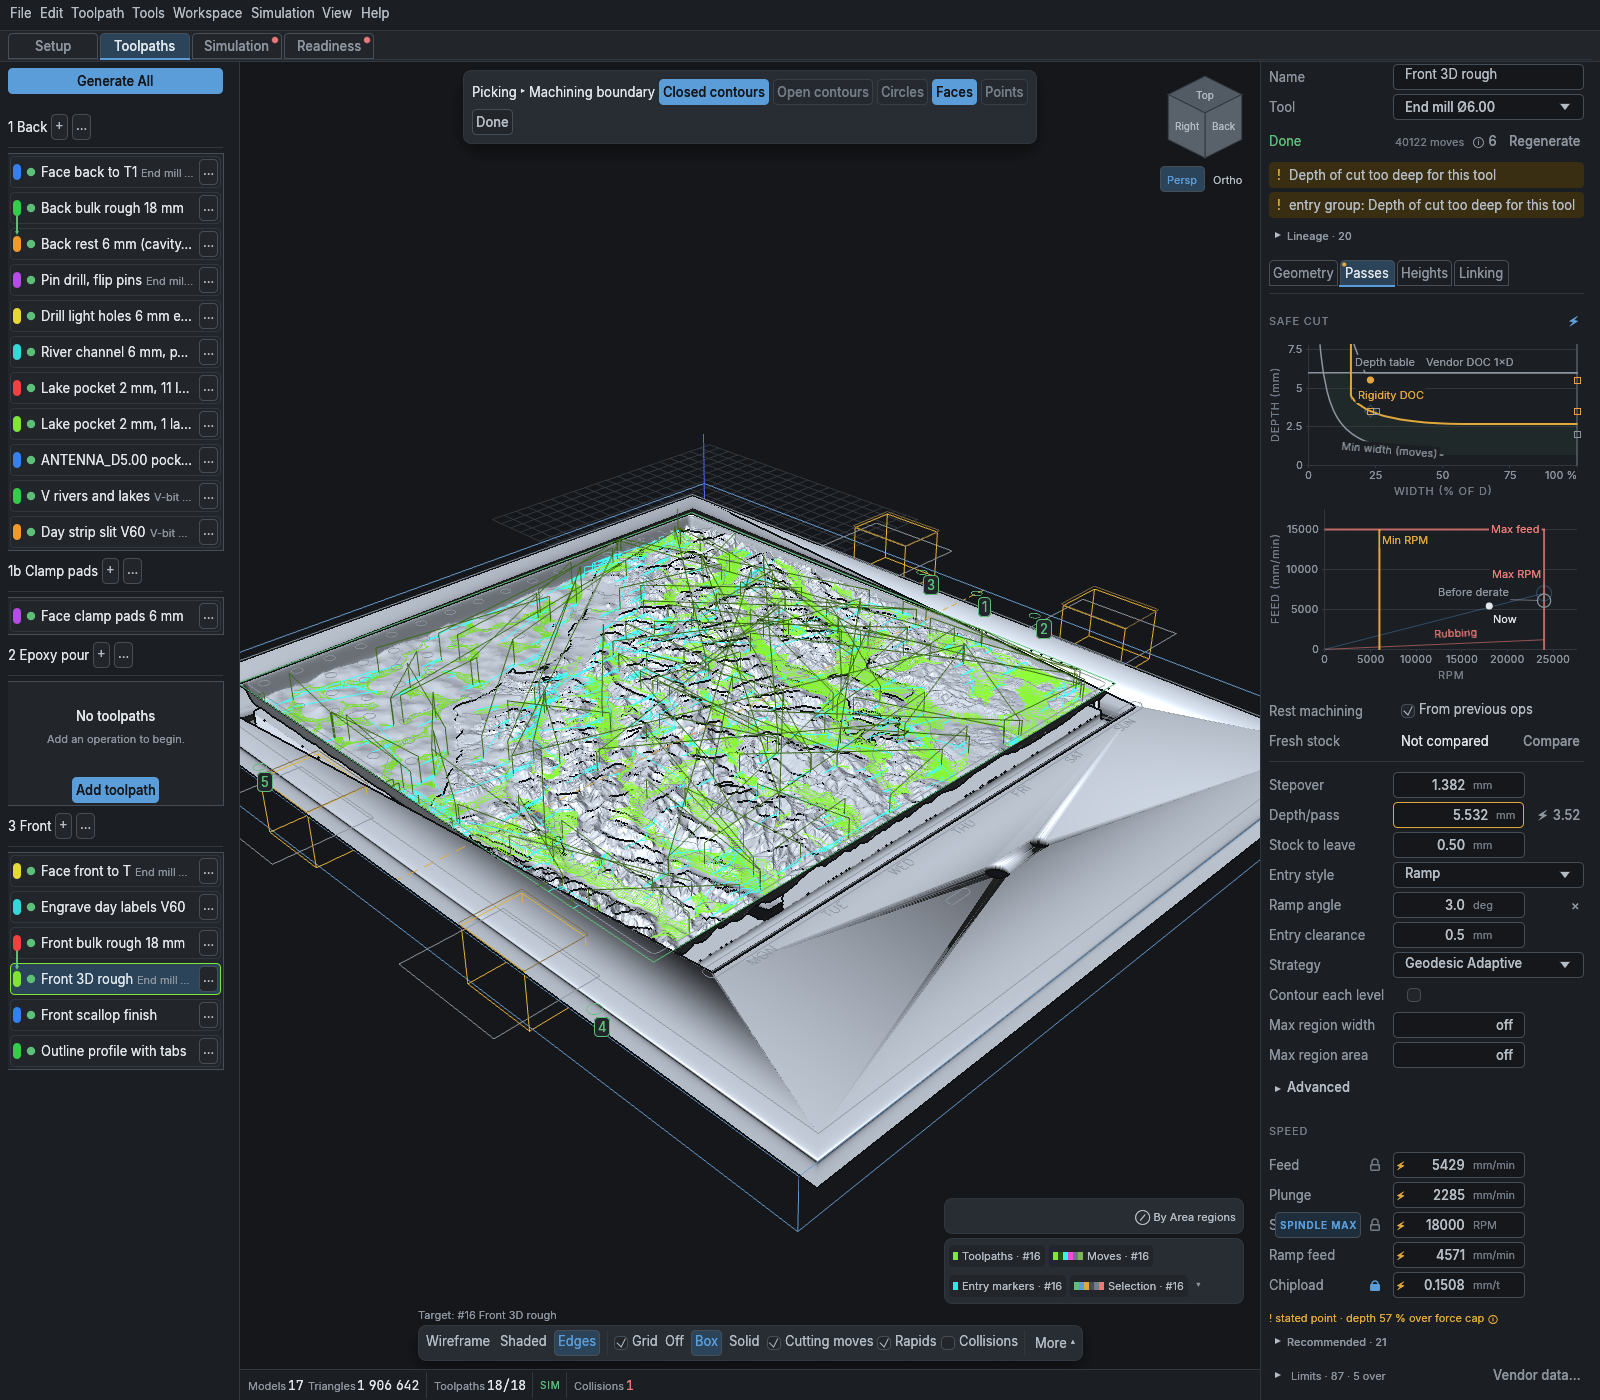 File Edit Toolpath Tools Workspace Simulation View Help
Setup Toolpaths Simulation Readiness
Generate All
1 Back + ...
Face back to T1 End mill ... ...
Back bulk rough 18 mm ...
Back rest 6 mm (cavity... ...
Pin drill, flip pins End mil... ...
Drill light holes 6 mm e... ...
River channel 6 mm, p... ...
Lake pocket 2 mm, 11 l... ...
Lake pocket 2 mm, 1 la... ...
ANTENNA_D5.00 pock... ...
V rivers and lakes V-bit ... ...
Day strip slit V60 V-bit ... ...
1b Clamp pads + ...
Face clamp pads 6 mm ...
2 Epoxy pour + ...
No toolpaths
Add an operation to begin.
Add toolpath
3 Front + ...
Face front to T End mill ... ...
Engrave day labels V60 ...
Front bulk rough 18 mm ...
Front 3D rough End mill ... ...
Front scallop finish ...
Outline profile with tabs ...
Picking ▸ Machining boundary Closed contours Open contours Circles Faces Points
Done
Top
Right Back
Persp Ortho
3
1
2
5
4
MON
TUE
WED
THU
FRI
SAT
By Area regions
Toolpaths · #16 Moves · #16
Entry markers · #16 Selection · #16
Target: #16 Front 3D rough
Wireframe Shaded Edges Grid Off Box Solid Cutting moves Rapids Collisions More
Models 17 Triangles 1 906 642 Toolpaths 18/18 SIM Collisions 1
Name Front 3D rough
Tool End mill Ø6.00
Done 40122 moves 6 Regenerate
! Depth of cut too deep for this tool
! entry group: Depth of cut too deep for this tool
Lineage · 20
Geometry Passes Heights Linking
SAFE CUT
7.5
5
2.5
0
DEPTH (mm)
Depth table Vendor DOC 1×D
Rigidity DOC
Min width (moves)
0 25 50 75 100 %
WIDTH (% OF D)
15000
10000
5000
0
FEED (mm/min)
Max feed
Min RPM
Max RPM
Before derate
Now
Rubbing
0 5000 10000 15000 20000 25000
RPM
Rest machining From previous ops
Fresh stock Not compared Compare
Stepover 1.382 mm
Depth/pass 5.532 mm 3.52
Stock to leave 0.50 mm
Entry style Ramp
Ramp angle 3.0 deg ×
Entry clearance 0.5 mm
Strategy Geodesic Adaptive
Contour each level
Max region width off
Max region area off
Advanced
SPEED
Feed 5429 mm/min
Plunge 2285 mm/min
S SPINDLE MAX 18000 RPM
Ramp feed 4571 mm/min
Chipload 0.1508 mm/t
! stated point · depth 57 % over force cap
Recommended · 21
Limits · 87 · 5 over Vendor data...